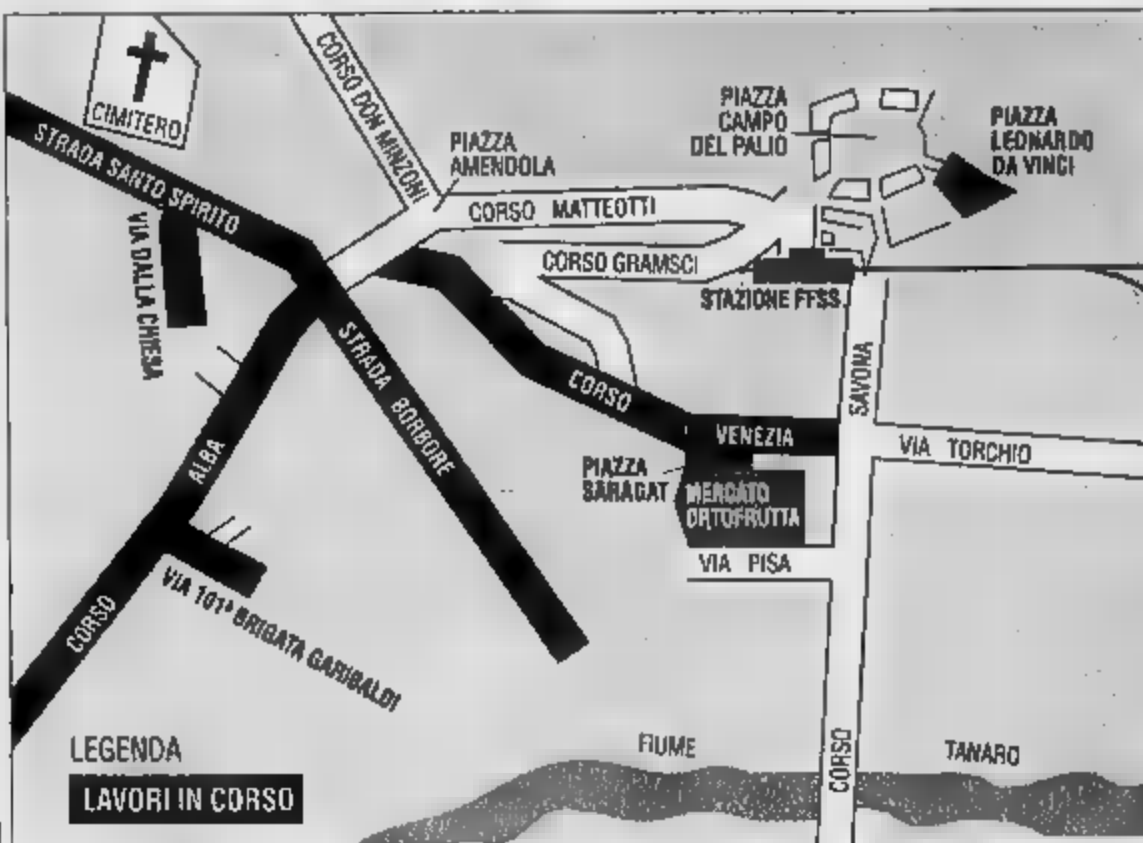 CIMITERO
CORSO DON MINZONI
STRADA SANTO SPIRITO
PIAZZA
AMENDOLA
PIAZZA
CAMPO
DEL PALIO
PIAZZA
LEONARDO
DA VINCI
CORSO MATTEOTTI
CORSO GRAMSCI
STAZIONE FFSS.
VIA DALLA CHIESA
STRADA BORBORE
CORSO VENEZIA
CORSO SAVONA
VIA TORCHIO
PIAZZA
SARAGAT
MERCATO
ORTOFRUTTA
VIA PISA
CORSO ALBA
VIA 101ª BRIGATA GARIBALDI
FIUME TANARO
LEGENDA
LAVORI IN CORSO